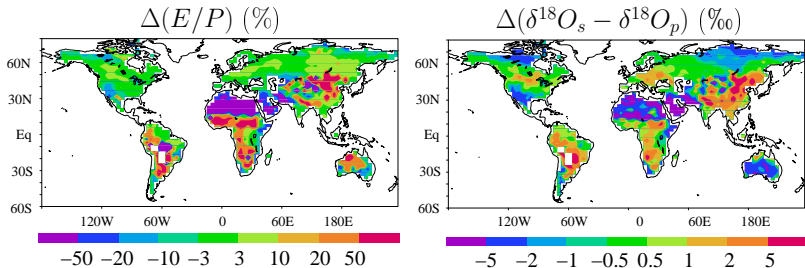 Δ(E/P) (%)
60N
30N
Eq
30S
60S
120W 60W 0 60E 120E 180E
−50 −20 −10 −3 3 10 20 50
Δ(δ¹⁸Oₛ − δ¹⁸Oₚ) (‰)
60N
30N
Eq
30S
60S
120W 60W 0 60E 180E
−5 −2 −1 −0.5 0.5 1 2 5